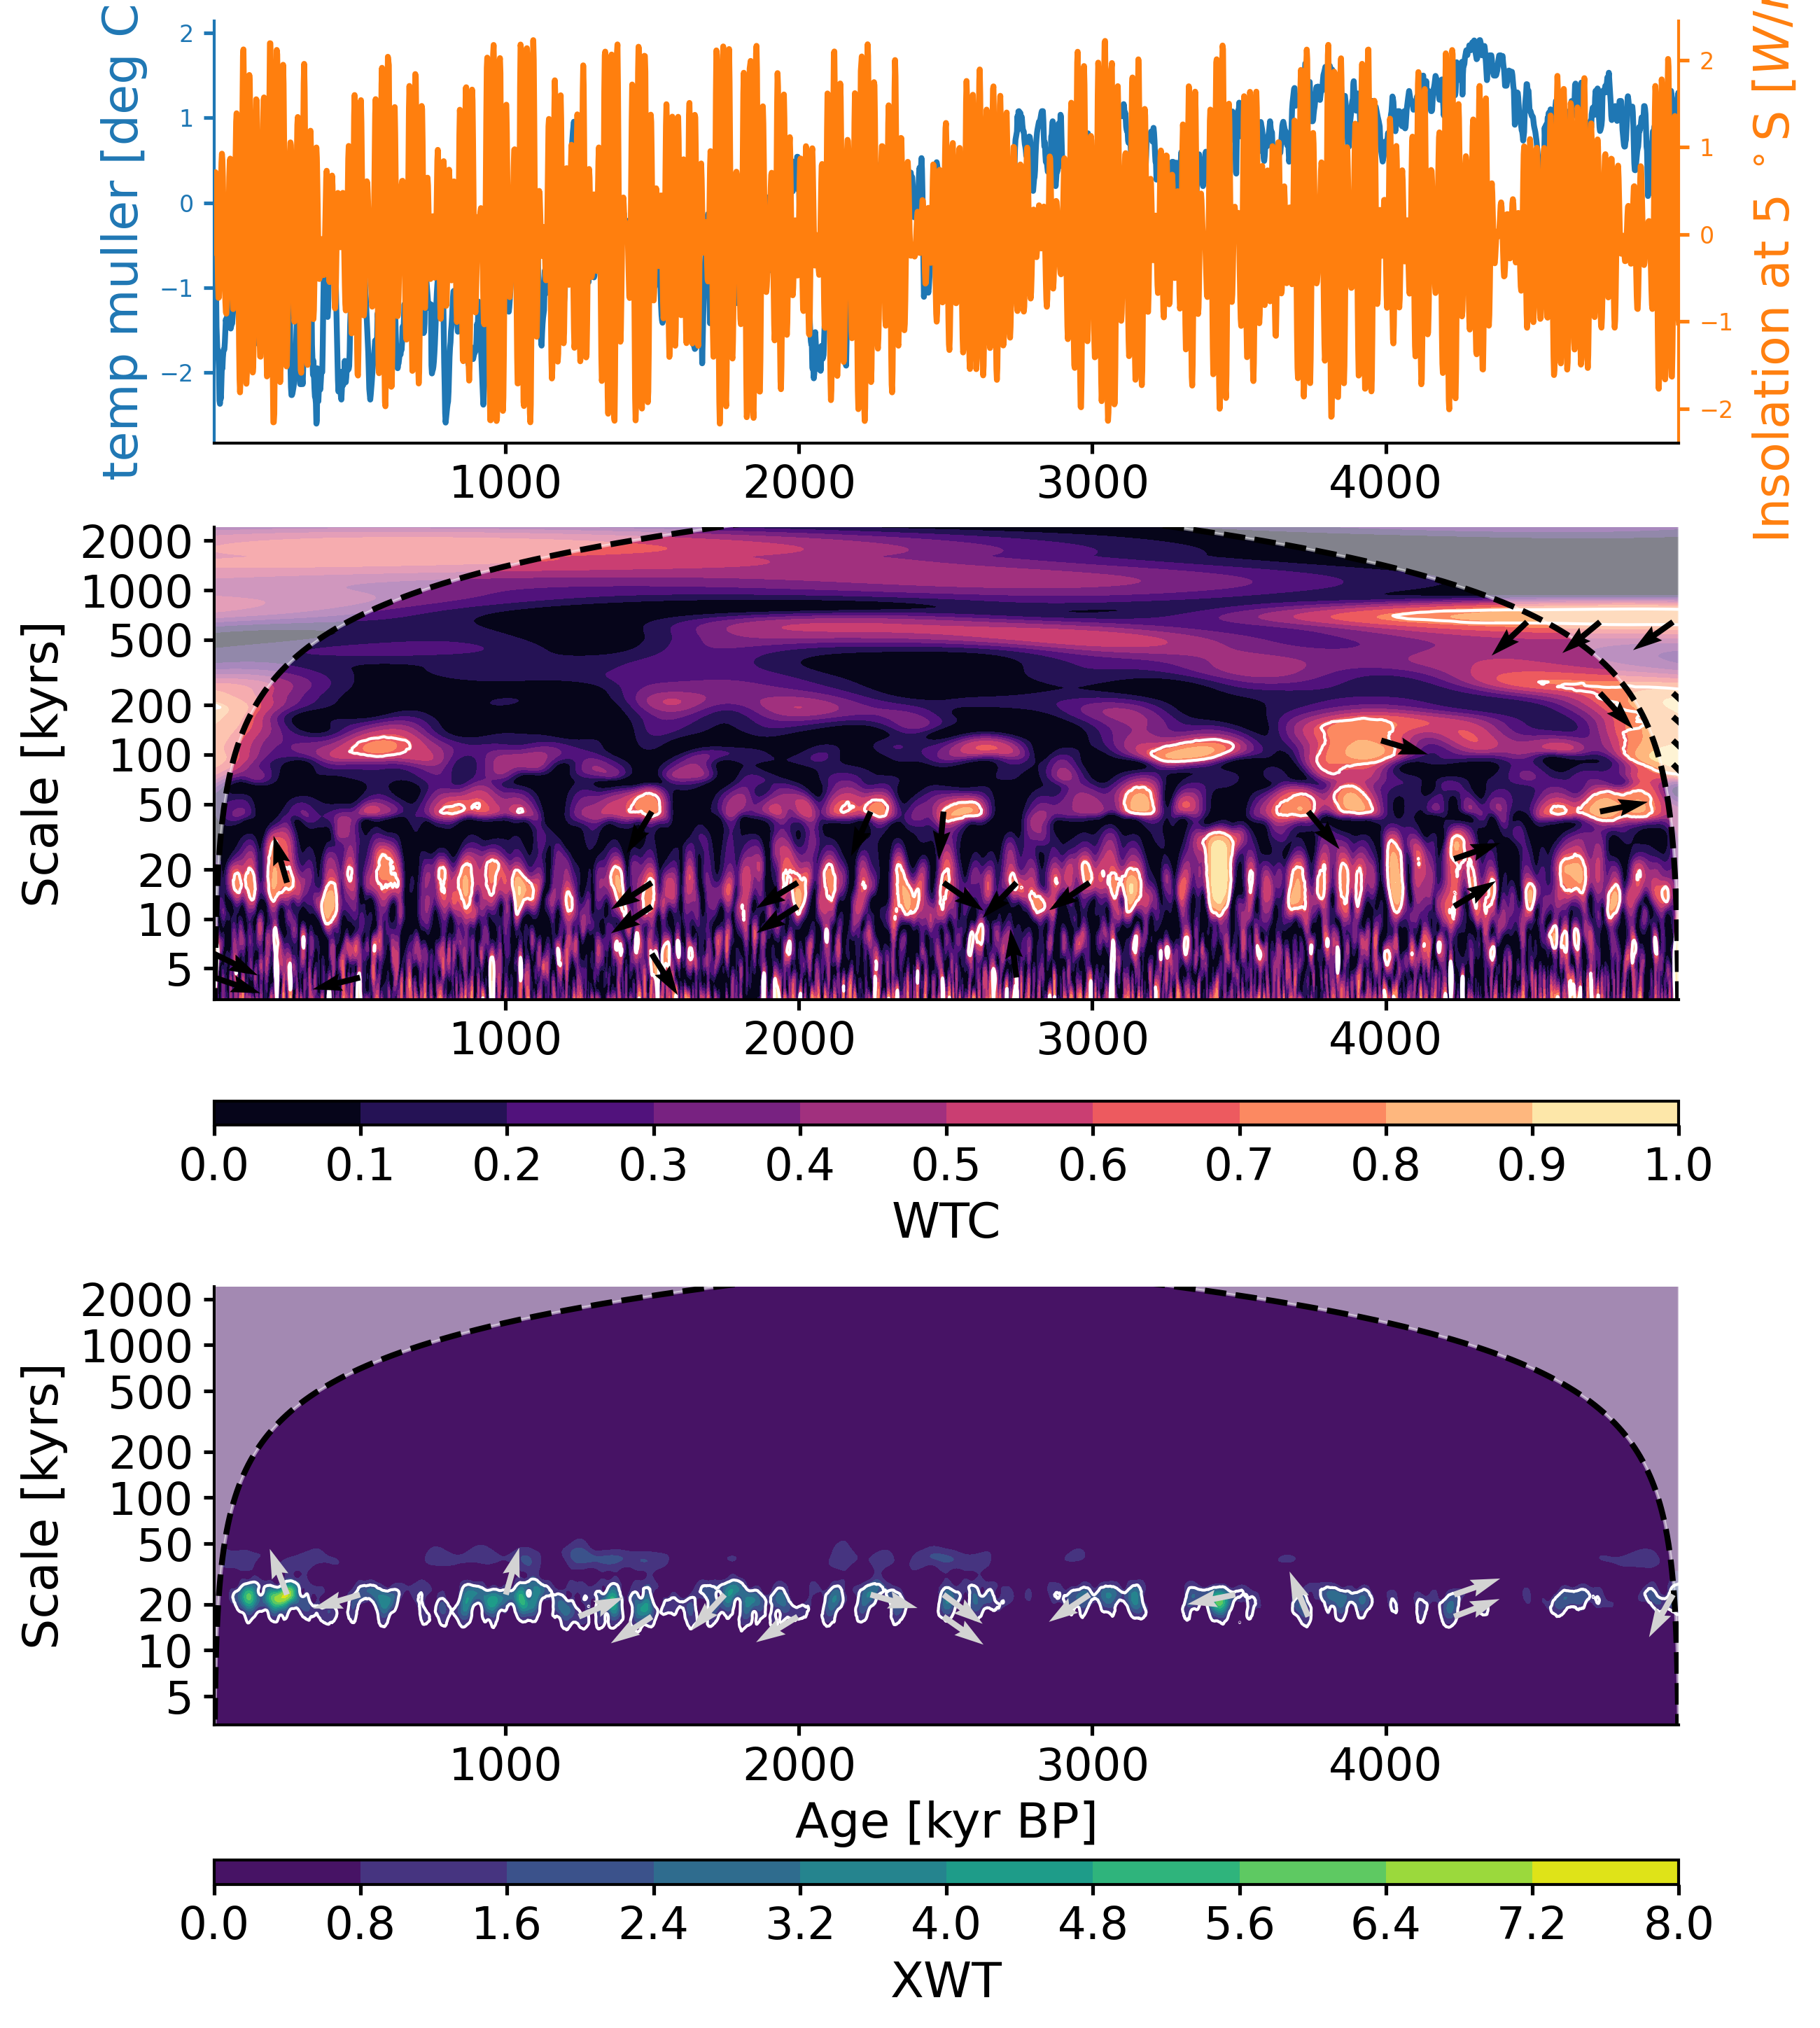 temp muller [deg C
2
1
0
−1
−2
2
1
0
−1
−2
Insolation at 5 °S [W/
1000 2000 3000 4000
Scale [kyrs]
2000
1000
500
200
100
50
20
10
5
1000 2000 3000 4000
0.0 0.1 0.2 0.3 0.4 0.5 0.6 0.7 0.8 0.9 1.0
WTC
Scale [kyrs]
2000
1000
500
200
100
50
20
10
5
1000 2000 3000 4000
Age [kyr BP]
0.0 0.8 1.6 2.4 3.2 4.0 4.8 5.6 6.4 7.2 8.0
XWT